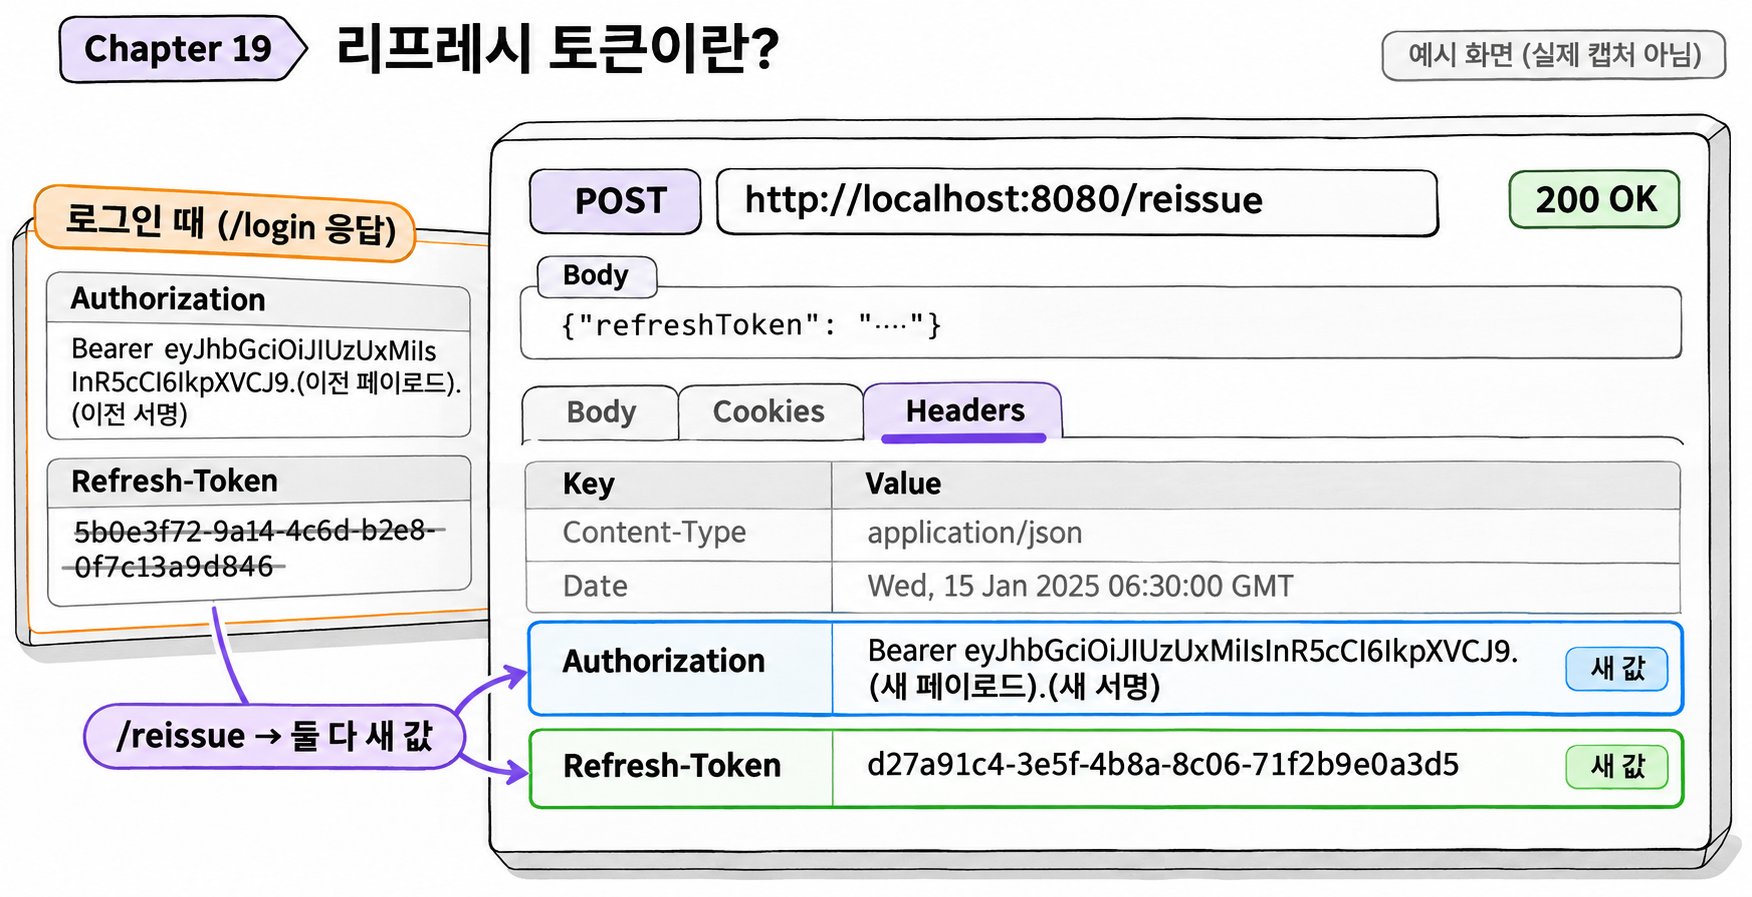 Chapter 19
리프레시 토큰이란?
예시 화면 (실제 캡처 아님)
로그인 때 (/login 응답)
Authorization
Bearer eyJhbGciOiJIUzUxMiIs
InR5cCI6IkpXVCJ9.(이전 페이로드).
(이전 서명)
Refresh-Token
5b0e3f72-9a14-4c6d-b2e8-
0f7c13a9d846
/reissue → 둘 다 새 값
POST
http://localhost:8080/reissue
200 OK
Body
{"refreshToken": "····"}
Body
Cookies
Headers
Key
Value
Content-Type
application/json
Date
Wed, 15 Jan 2025 06:30:00 GMT
Authorization
Bearer eyJhbGciOiJIUzUxMiIsInR5cCI6IkpXVCJ9.
(새 페이로드).(새 서명)
새 값
Refresh-Token
d27a91c4-3e5f-4b8a-8c06-71f2b9e0a3d5
새 값